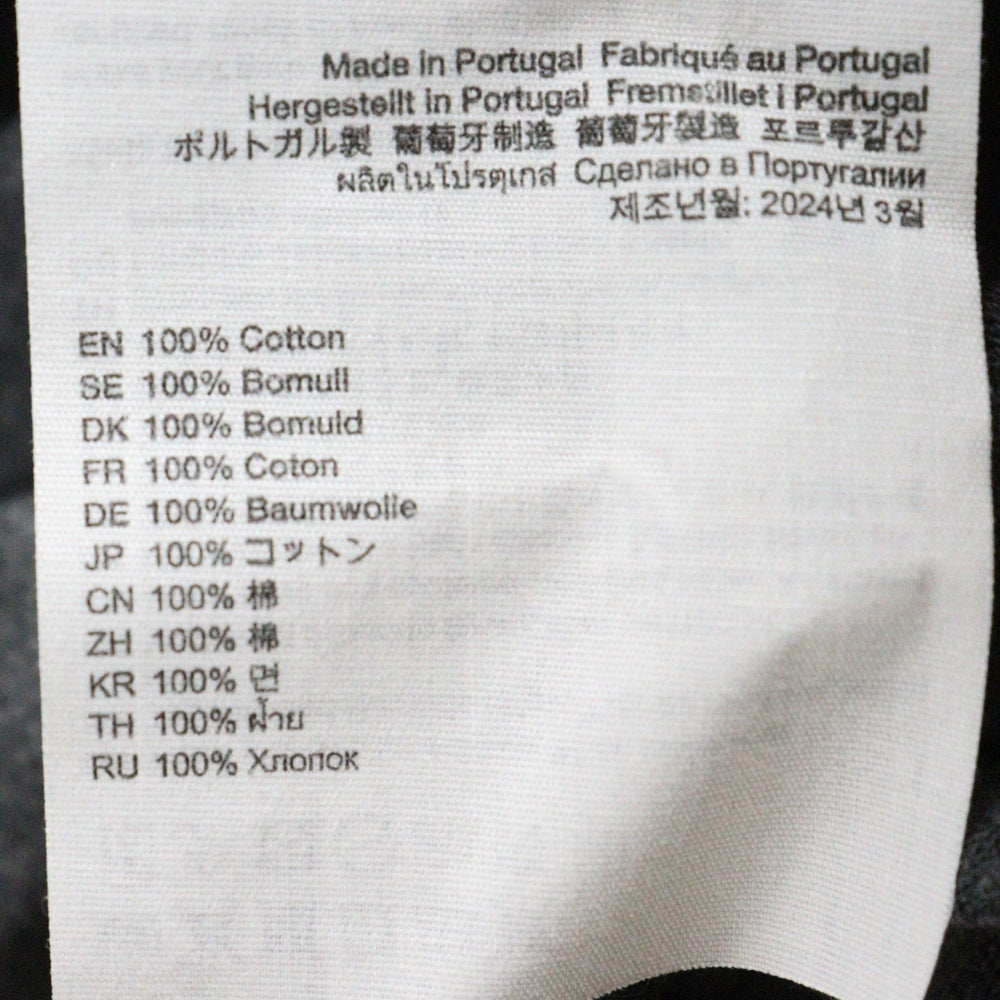 Made in Portugal Fabriqué au Portugal
Hergestellt in Portugal Fremstillet i Portugal
ポルトガル製 葡萄牙制造 葡萄牙製造 포르투갈산
ผลิตในโปรตุเกส Сделано в Португалии
제조년월: 2024년 3월
EN 100% Cotton
SE 100% Bomull
DK 100% Bomuld
FR 100% Coton
DE 100% Baumwolle
JP 100% コットン
CN 100% 棉
ZH 100% 棉
KR 100% 면
TH 100% ฝ้าย
RU 100% Хлопок